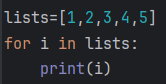 lists=[1,2,3,4,5]
for i in lists:
    print(i)